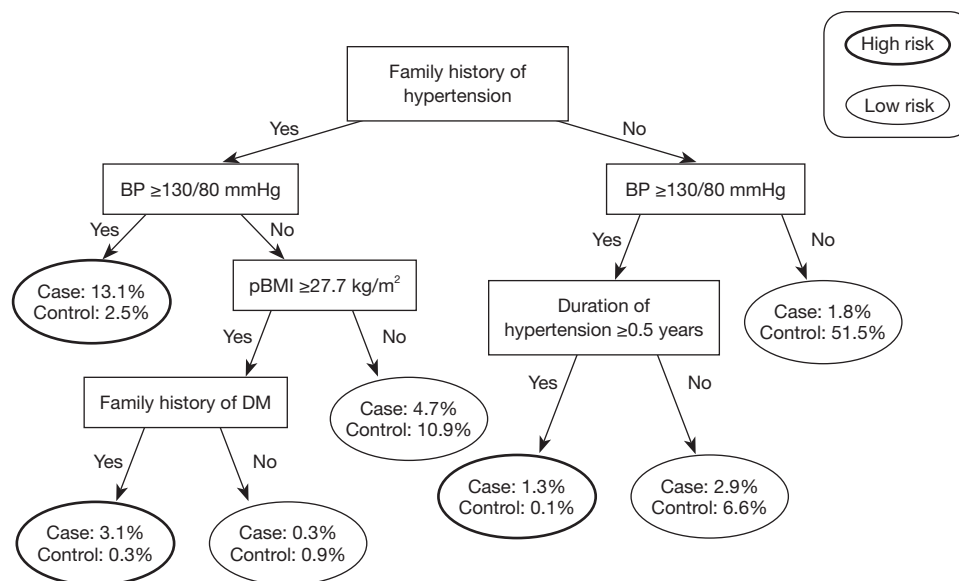 Family history of
hypertension
High risk
Low risk
Yes
No
BP ≥130/80 mmHg
BP ≥130/80 mmHg
Yes
No
Yes
No
Case: 13.1%
Control: 2.5%
pBMI ≥27.7 kg/m²
Duration of
hypertension ≥0.5 years
Case: 1.8%
Control: 51.5%
Yes
No
Yes
No
Family history of DM
Case: 4.7%
Control: 10.9%
Yes
No
Case: 1.3%
Control: 0.1%
Case: 2.9%
Control: 6.6%
Case: 3.1%
Control: 0.3%
Case: 0.3%
Control: 0.9%